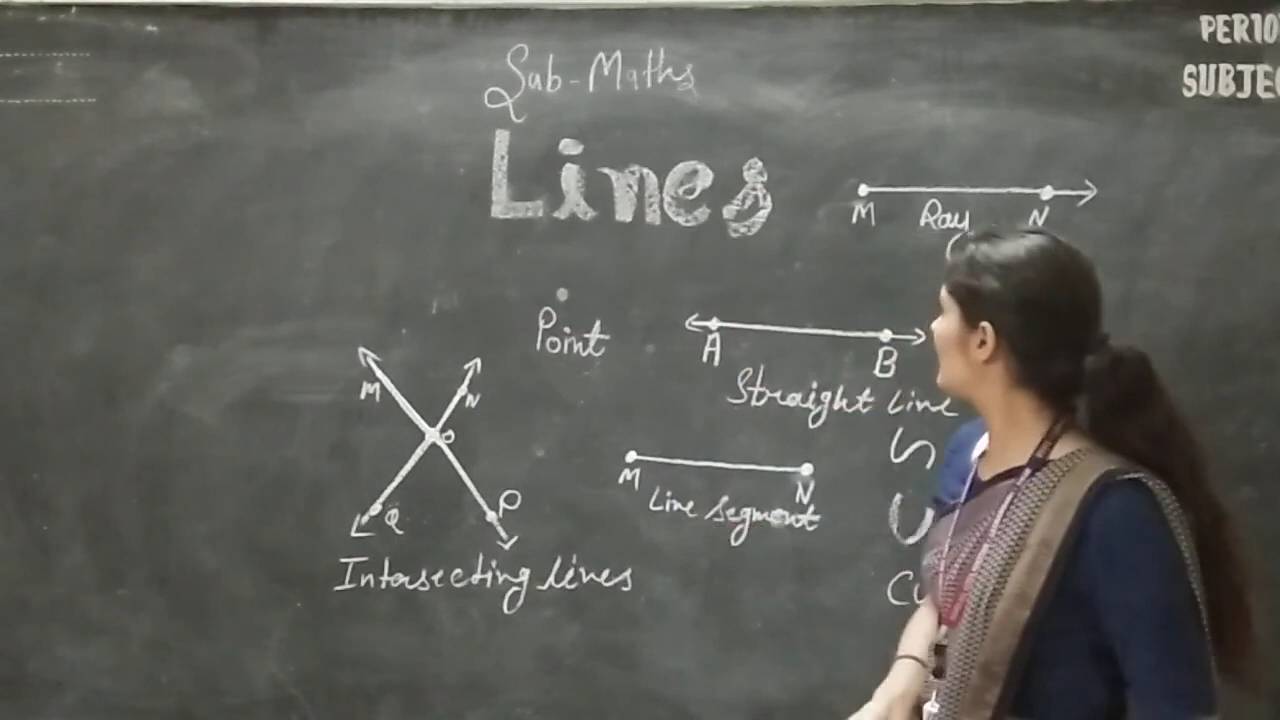 PERIO
SUBJEC
Sub-Maths
Lines
M Ray N
Point
A B
Straight Line
M N
O
Q P
M N
Line segment
Intersecting lines